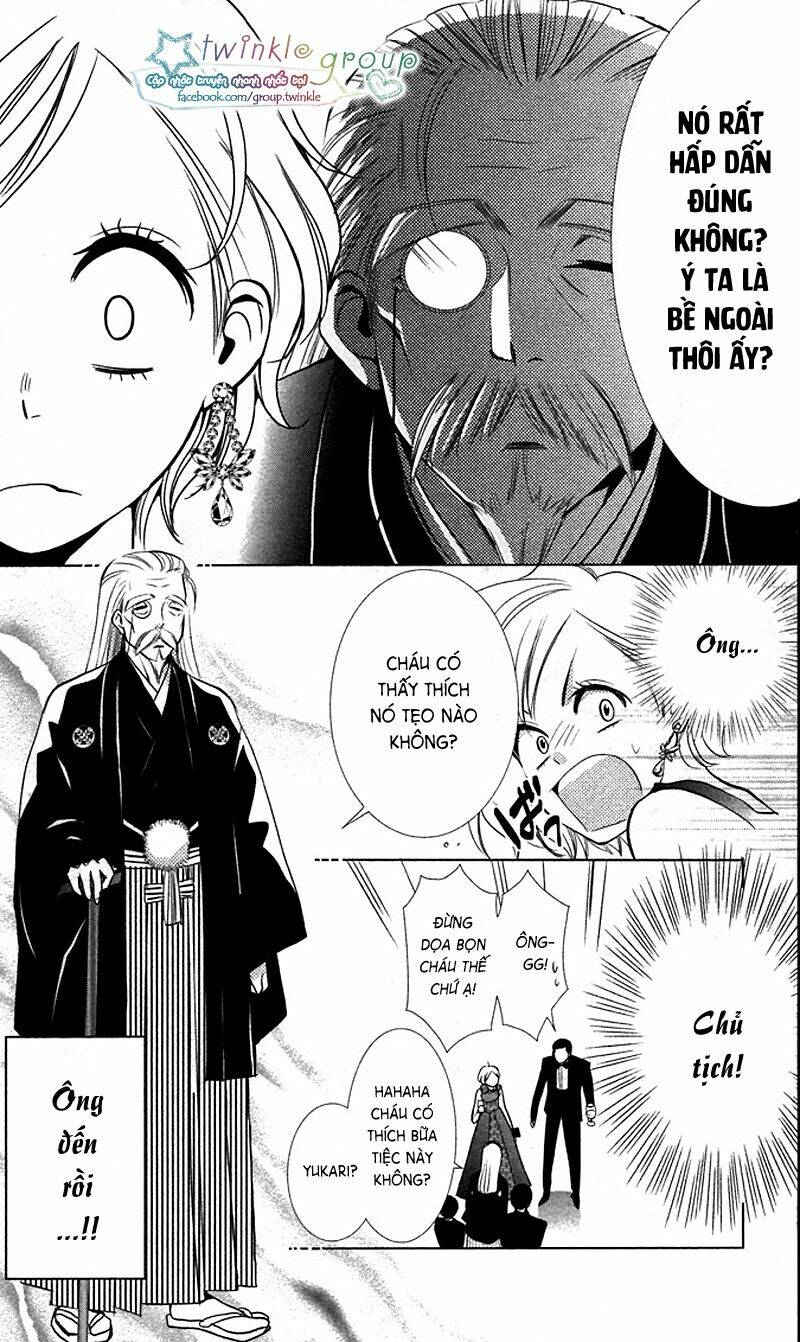 twinkle group
Cập nhật truyện nhanh nhất tại
facebook.com/group.twinkle
NÓ RẤT
HẤP DẪN
ĐÚNG
KHÔNG?
Ý TA LÀ
BỀ NGOÀI
THÔI ẤY?
Ông...
CHÁU CÓ
THẤY THÍCH
NÓ TẸO NÀO
KHÔNG?
ÔNG-
GG!
ĐỪNG
DỌA BỌN
CHÁU THẾ
CHỨ Ạ!
Chủ
tịch!
HAHAHA
CHÁU CÓ
THÍCH BỮA
TIỆC NÀY
KHÔNG?
YUKARI?
Ông
đến
rồi
...!!